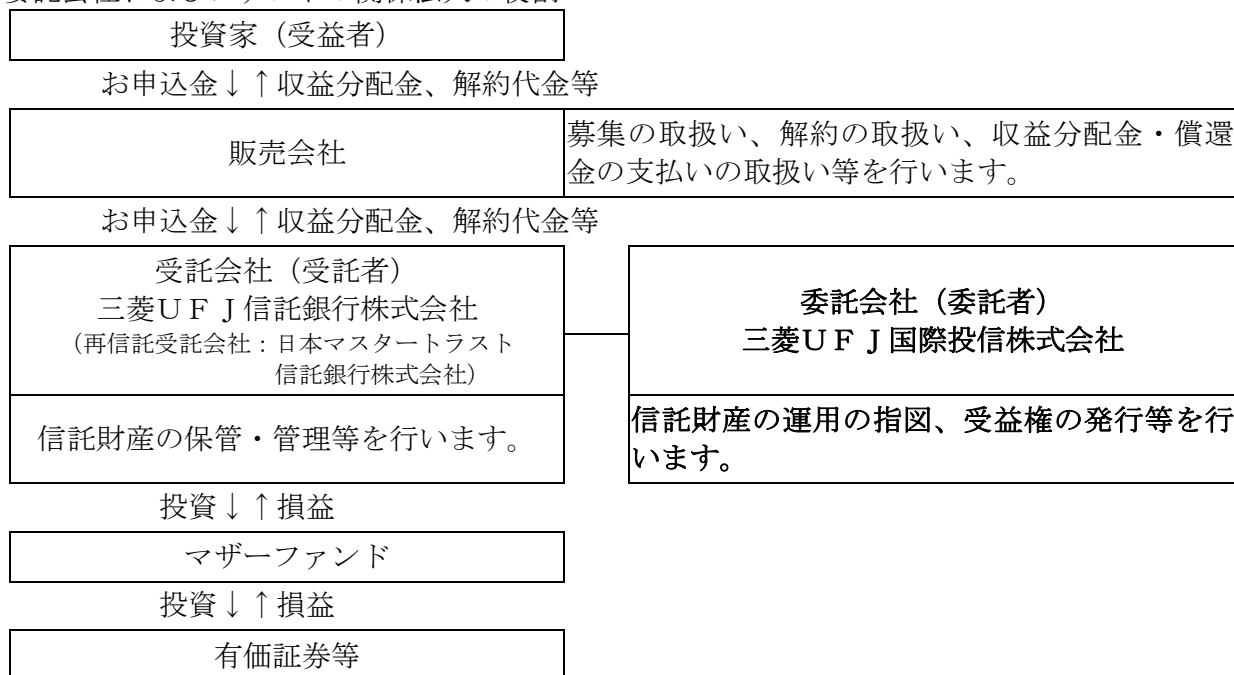 委託会社およびファンドの関係法人の役割
投資家（受益者）
お申込金↓↑収益分配金、解約代金等
販売会社
募集の取扱い、解約の取扱い、収益分配金・償還
金の支払いの取扱い等を行います。
お申込金↓↑収益分配金、解約代金等
受託会社（受託者）
三菱ＵＦＪ信託銀行株式会社
（再信託受託会社：日本マスタートラスト
信託銀行株式会社）
委託会社（委託者）
三菱ＵＦＪ国際投信株式会社
信託財産の保管・管理等を行います。
信託財産の運用の指図、受益権の発行等を行
います。
投資↓↑損益
マザーファンド
投資↓↑損益
有価証券等